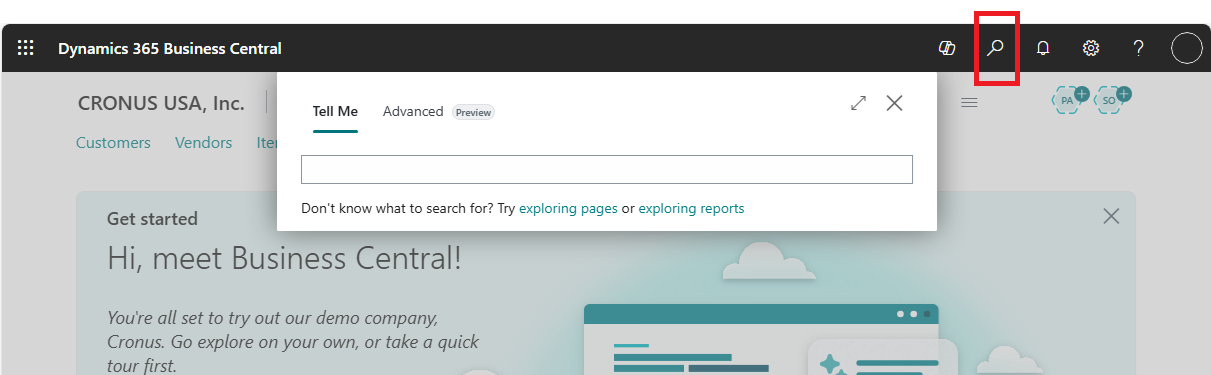 Dynamics 365 Business Central
?
CRONUS USA, Inc.
PA
SO
Tell Me
Advanced
Preview
Customers
Vendors
Don't know what to search for? Try exploring pages or exploring reports
Get started
Hi, meet Business Central!
You're all set to try out our demo company,
Cronus. Go explore on your own, or take a quick
tour first.